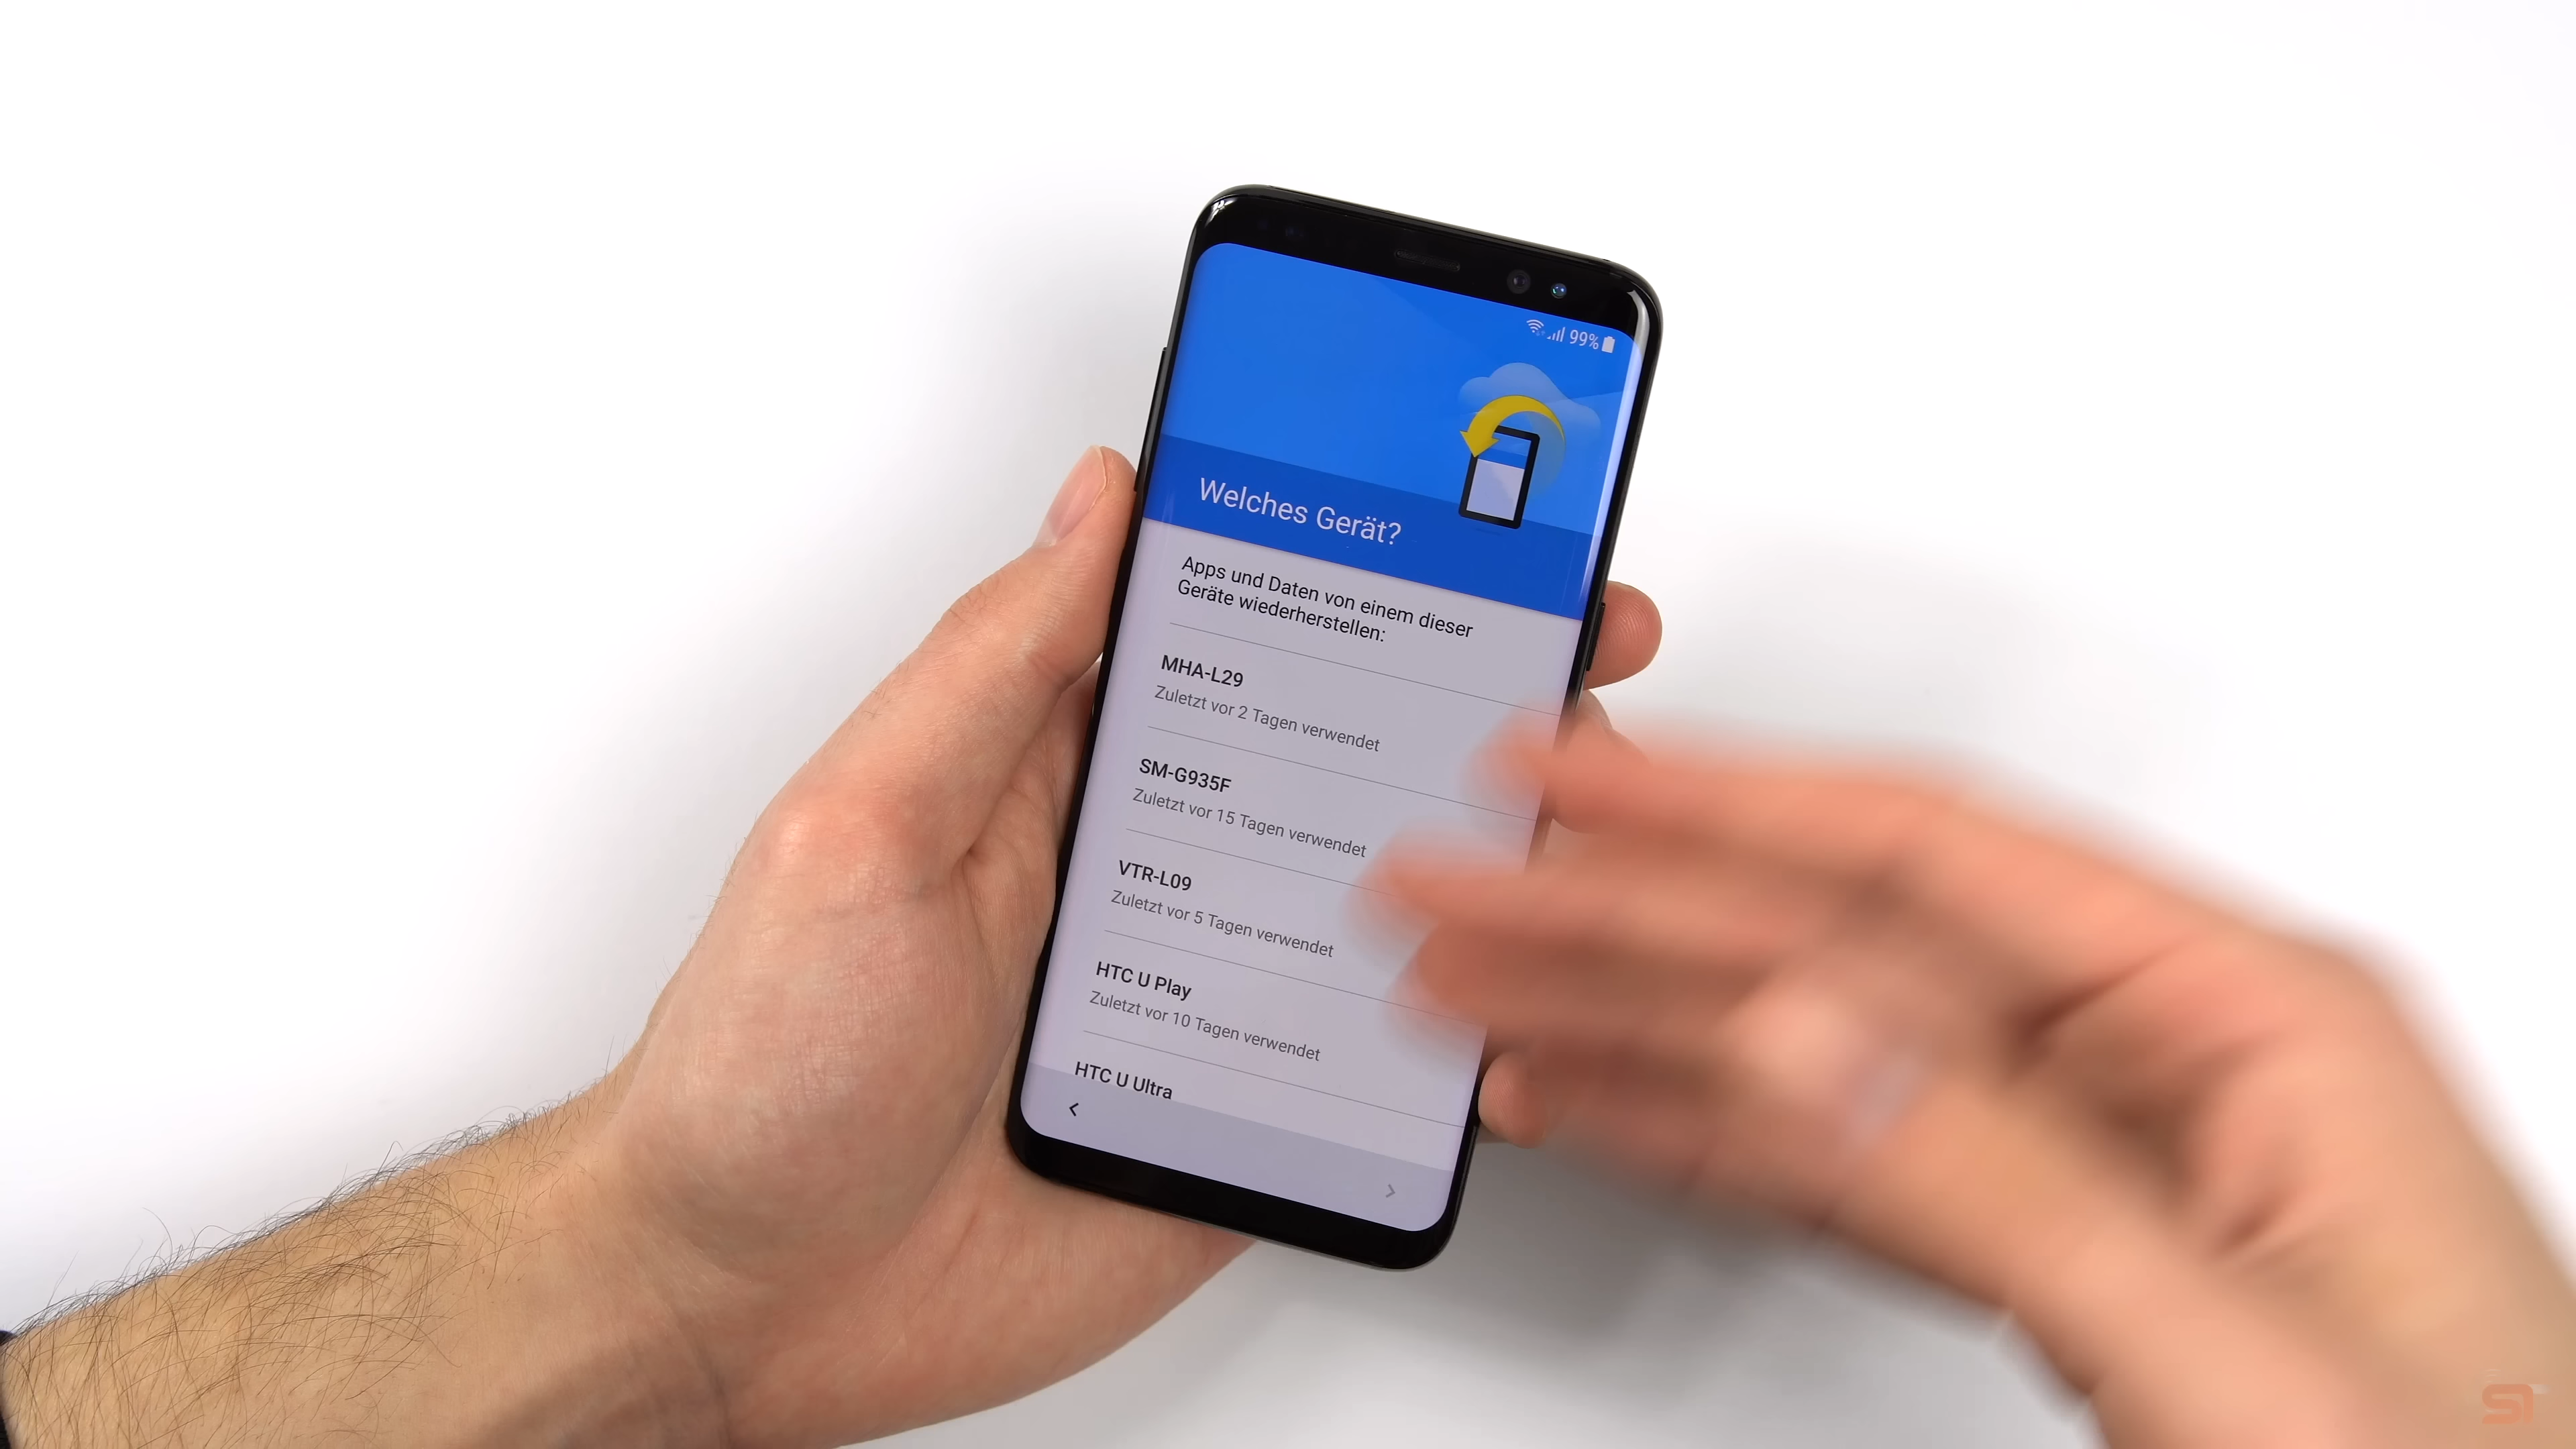 99%
Welches Gerät?
Apps und Daten von einem dieser
Geräte wiederherstellen:
MHA-L29
Zuletzt vor 2 Tagen verwendet
SM-G935F
Zuletzt vor 15 Tagen verwendet
VTR-L09
Zuletzt vor 5 Tagen verwendet
HTC U Play
Zuletzt vor 10 Tagen verwendet
HTC U Ultra